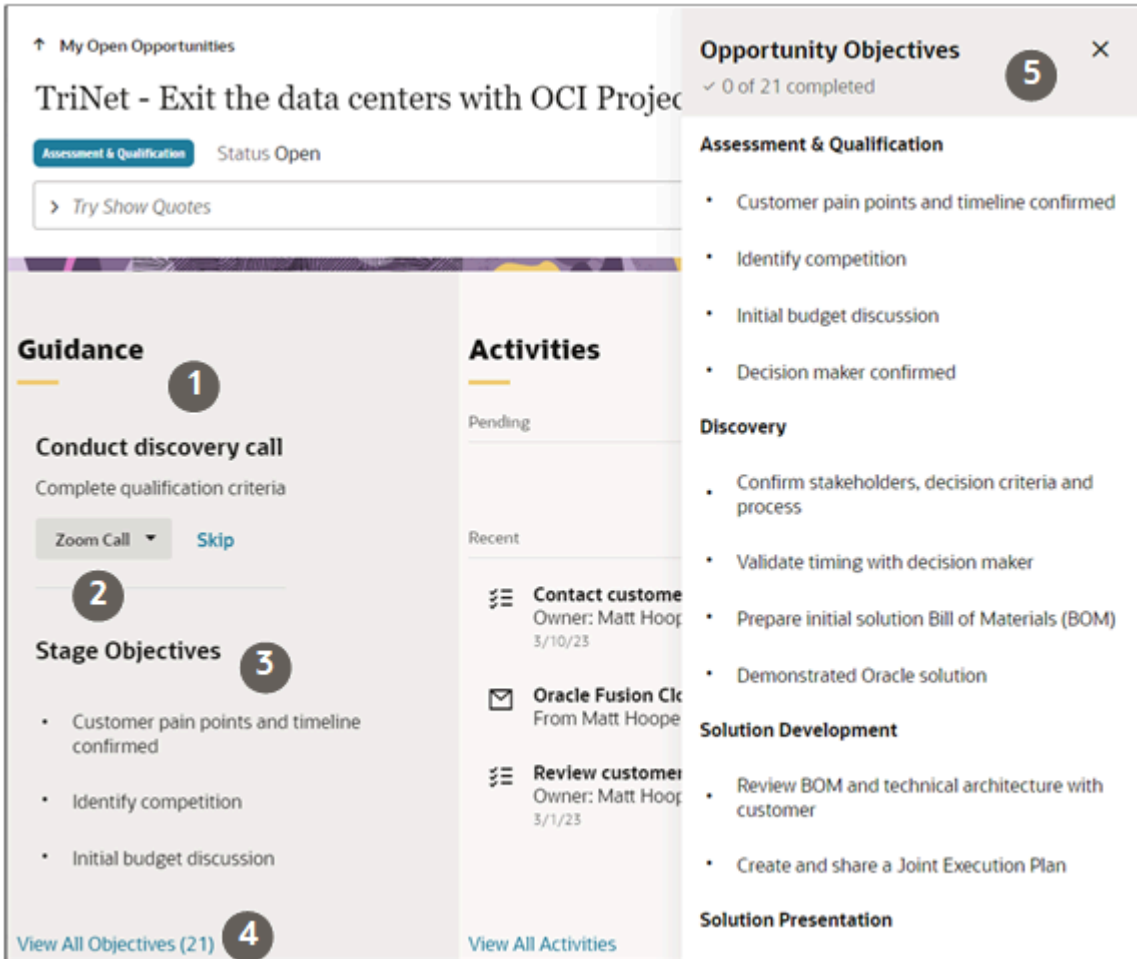 My Open Opportunities
TriNet - Exit the data centers with OCI Projec
Assessment & Qualification Status Open
Try Show Quotes
Guidance
1
Conduct discovery call
Complete qualification criteria
Zoom Call Skip
2
Stage Objectives
3
Customer pain points and timeline
confirmed
Identify competition
Initial budget discussion
View All Objectives (21)
4
Activities
Pending
Recent
Contact custome
Owner: Matt Hoop
3/10/23
Oracle Fusion Clo
From Matt Hoope
Review customer
Owner: Matt Hoop
3/1/23
View All Activities
Opportunity Objectives
5
0 of 21 completed
Assessment & Qualification
Customer pain points and timeline confirmed
Identify competition
Initial budget discussion
Decision maker confirmed
Discovery
Confirm stakeholders, decision criteria and
process
Validate timing with decision maker
Prepare initial solution Bill of Materials (BOM)
Demonstrated Oracle solution
Solution Development
Review BOM and technical architecture with
customer
Create and share a Joint Execution Plan
Solution Presentation